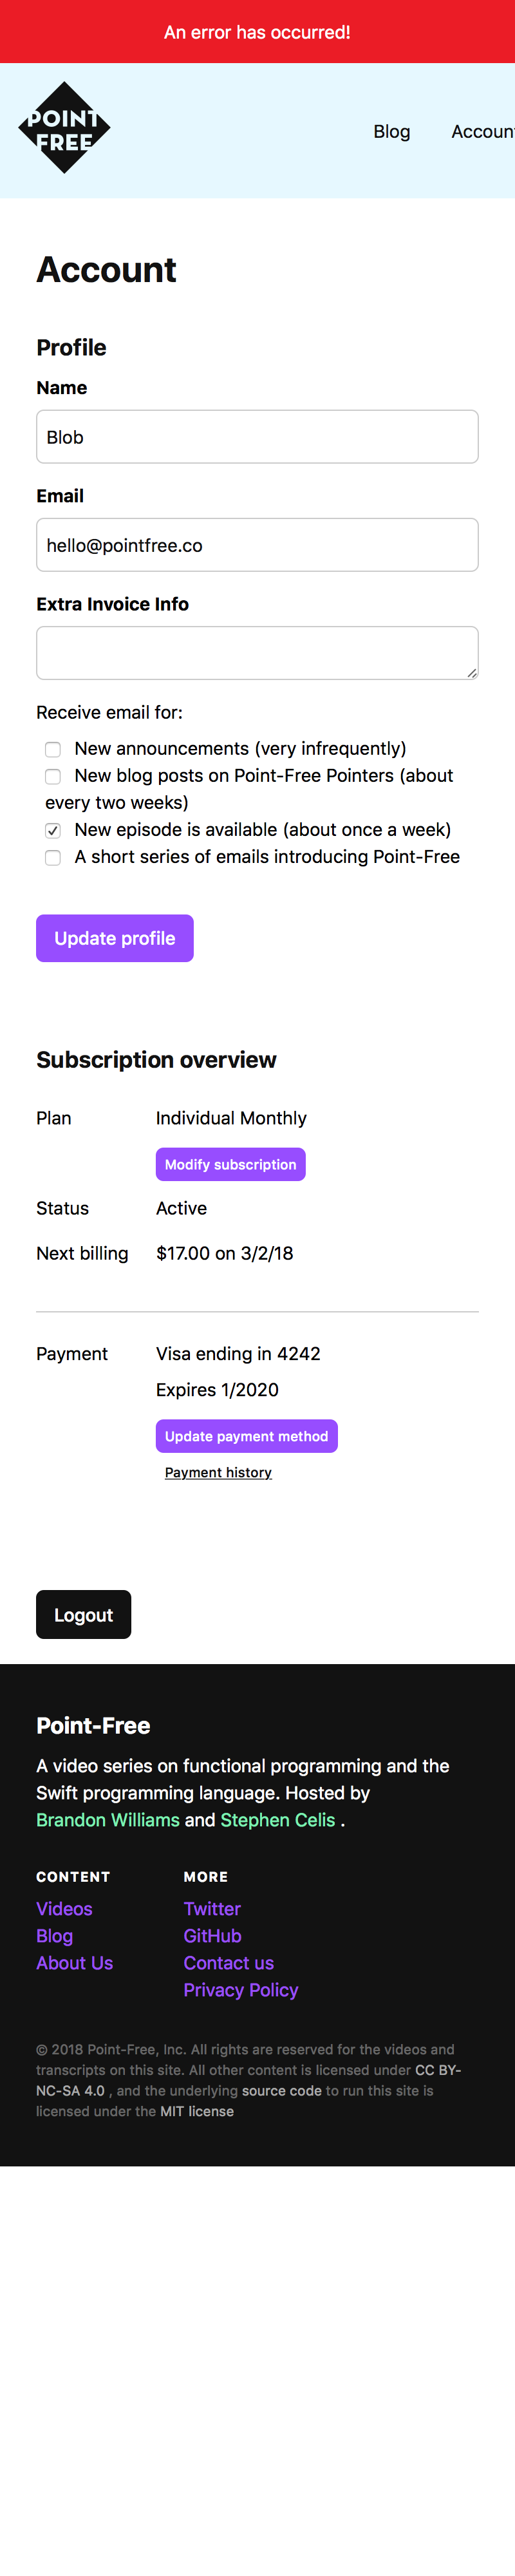 An error has occurred!
POINT
FREE
Blog
Accoun
Account
Profile
Name
Blob
Email
hello@pointfree.co
Extra Invoice Info
Receive email for:
New announcements (very infrequently)
New blog posts on Point-Free Pointers (about
every two weeks)
New episode is available (about once a week)
A short series of emails introducing Point-Free
Update profile
Subscription overview
Plan
Individual Monthly
Modify subscription
Status
Active
Next billing
$17.00 on 3/2/18
Payment
Visa ending in 4242
Expires 1/2020
Update payment method
Payment history
Logout
Point-Free
A video series on functional programming and the
Swift programming language. Hosted by
Brandon Williams and Stephen Celis .
CONTENT
Videos
Blog
About Us
MORE
Twitter
GitHub
Contact us
Privacy Policy
© 2018 Point-Free, Inc. All rights are reserved for the videos and
transcripts on this site. All other content is licensed under CC BY-
NC-SA 4.0 , and the underlying source code to run this site is
licensed under the MIT license